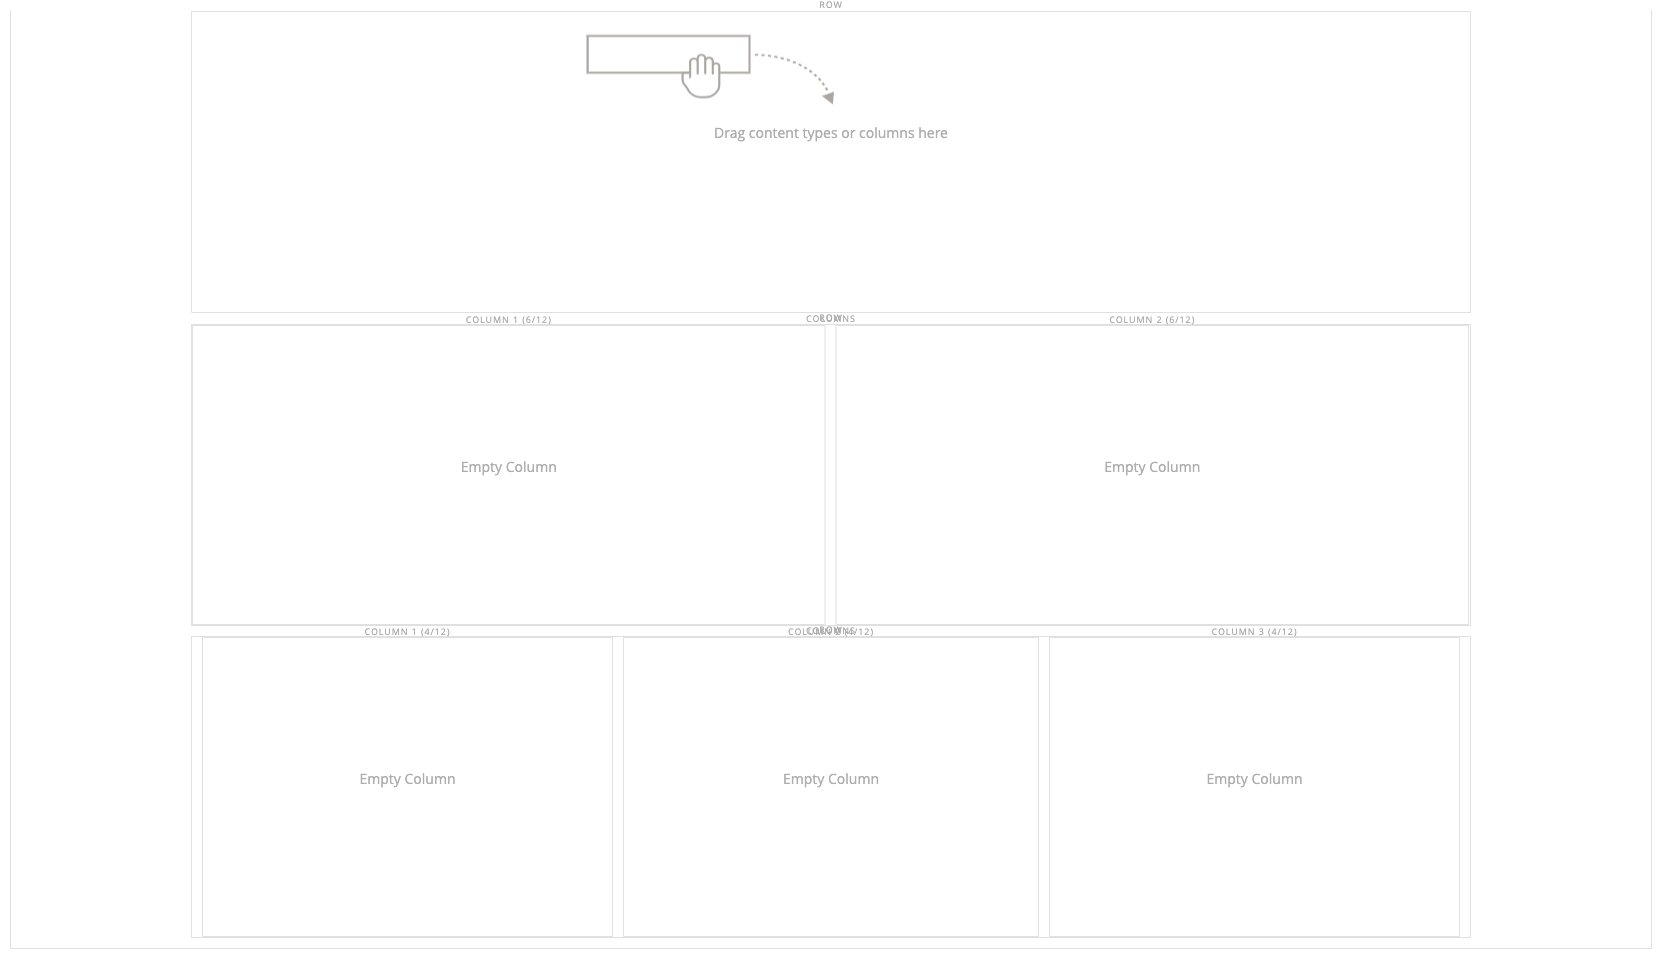 ROW
Drag content types or columns here
COLUMN 1 (6/12)
COLUMNS
ROW
COLUMN 2 (6/12)
Empty Column
Empty Column
COLUMN 1 (4/12)
COLUMN 2 (4/12)
COLUMNS
ROW
COLUMN 3 (4/12)
Empty Column
Empty Column
Empty Column